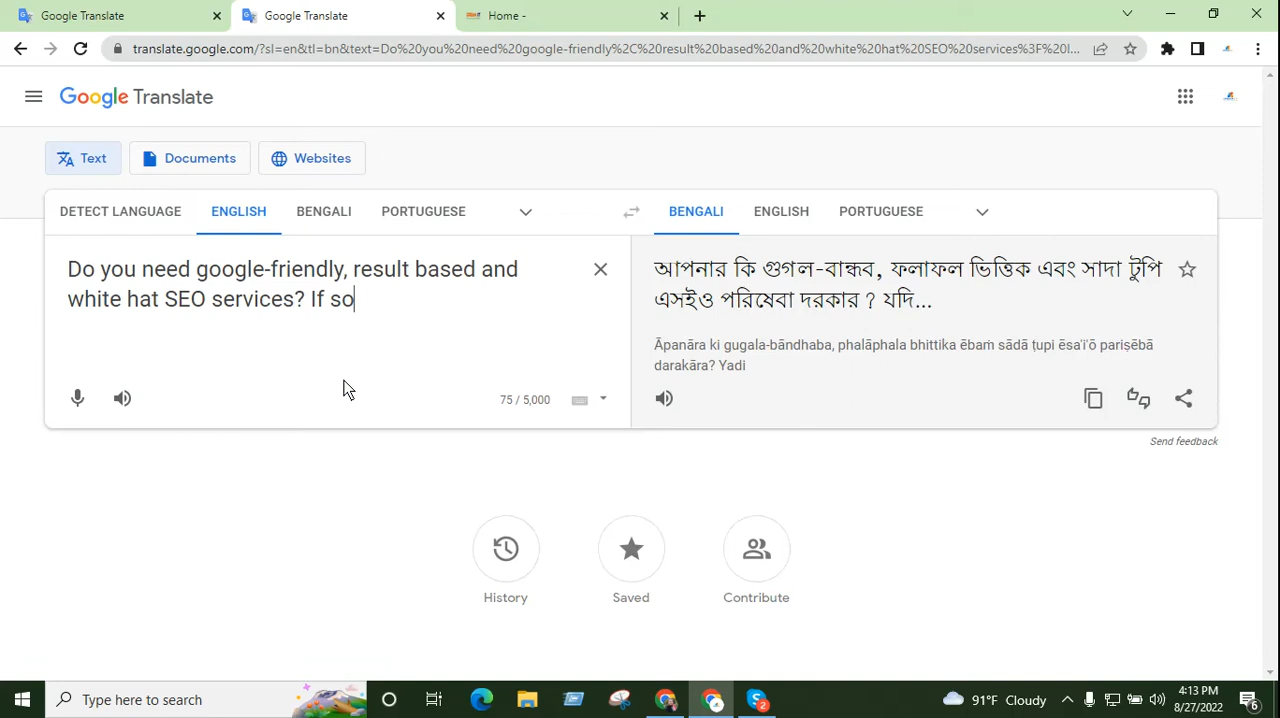 Google Translate
Google Translate
Home -
translate.google.com/?sl=en&tl=bn&text=Do%20you%20need%20google-friendly%2C%20result%20based%20and%20white%20hat%20SEO%20services%3F%20I...
Google Translate
Text
Documents
Websites
DETECT LANGUAGE ENGLISH BENGALI PORTUGUESE
BENGALI ENGLISH PORTUGUESE
Do you need google-friendly, result based and
white hat SEO services? If so
75 / 5,000
আপনার কি গুগল-বান্ধব, ফলাফল ভিত্তিক এবং সাদা টুপি
এসইও পরিষেবা দরকার? যদি...
Āpanāra ki gugala-bāndhaba, phalāphala bhittika ēbaṁ sādā ṭupi ēsa'i'ō pariṣēbā
darakāra? Yadi
Send feedback
History
Saved
Contribute
Type here to search
2
91°F Cloudy
4:13 PM
8/27/2022
6